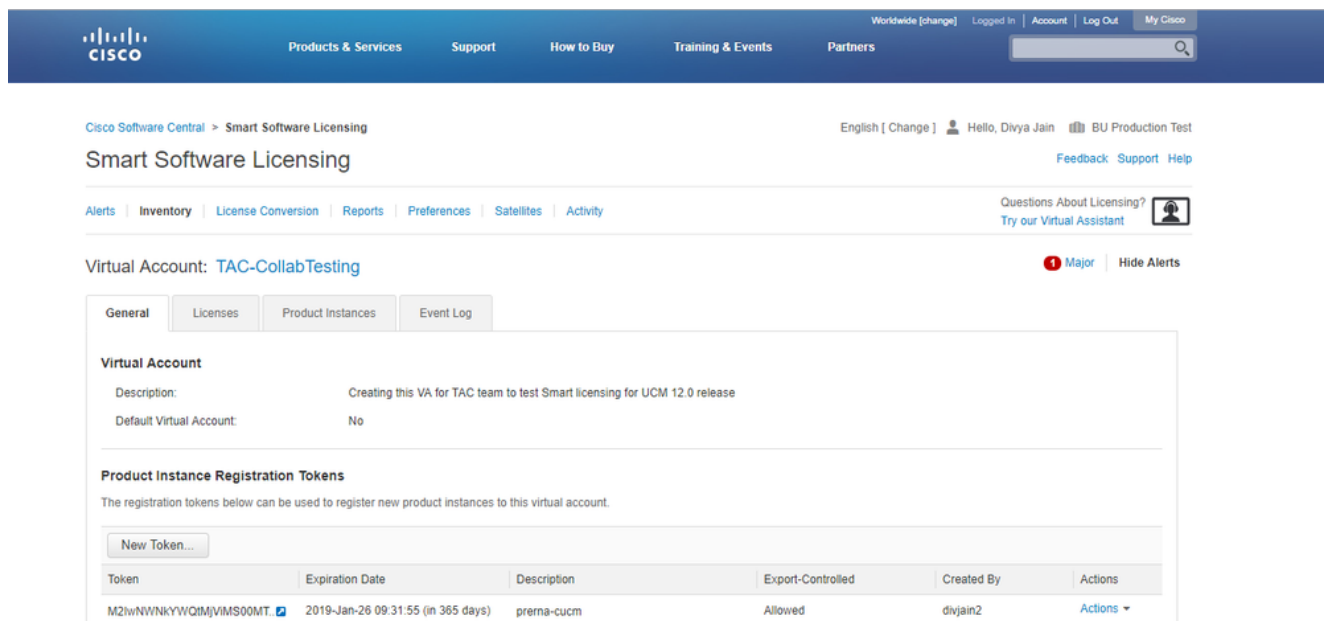 Worldwide [change] Logged In | Account | Log Out My Cisco
CISCO
Products & Services Support How to Buy Training & Events Partners
Cisco Software Central > Smart Software Licensing
English [ Change ] Hello, Divya Jain BU Production Test
Smart Software Licensing
Feedback Support Help
Alerts | Inventory | License Conversion | Reports | Preferences | Satellites | Activity
Questions About Licensing?
Try our Virtual Assistant
Virtual Account: TAC-CollabTesting
1 Major | Hide Alerts
General Licenses Product Instances Event Log
Virtual Account
Description: Creating this VA for TAC team to test Smart licensing for UCM 12.0 release
Default Virtual Account: No
Product Instance Registration Tokens
The registration tokens below can be used to register new product instances to this virtual account.
New Token...
Token Expiration Date Description Export-Controlled Created By Actions
M2IwNWNkYWQtMjViMS00MT.. 2019-Jan-26 09:31:55 (in 365 days) prerna-cucm Allowed divjain2 Actions